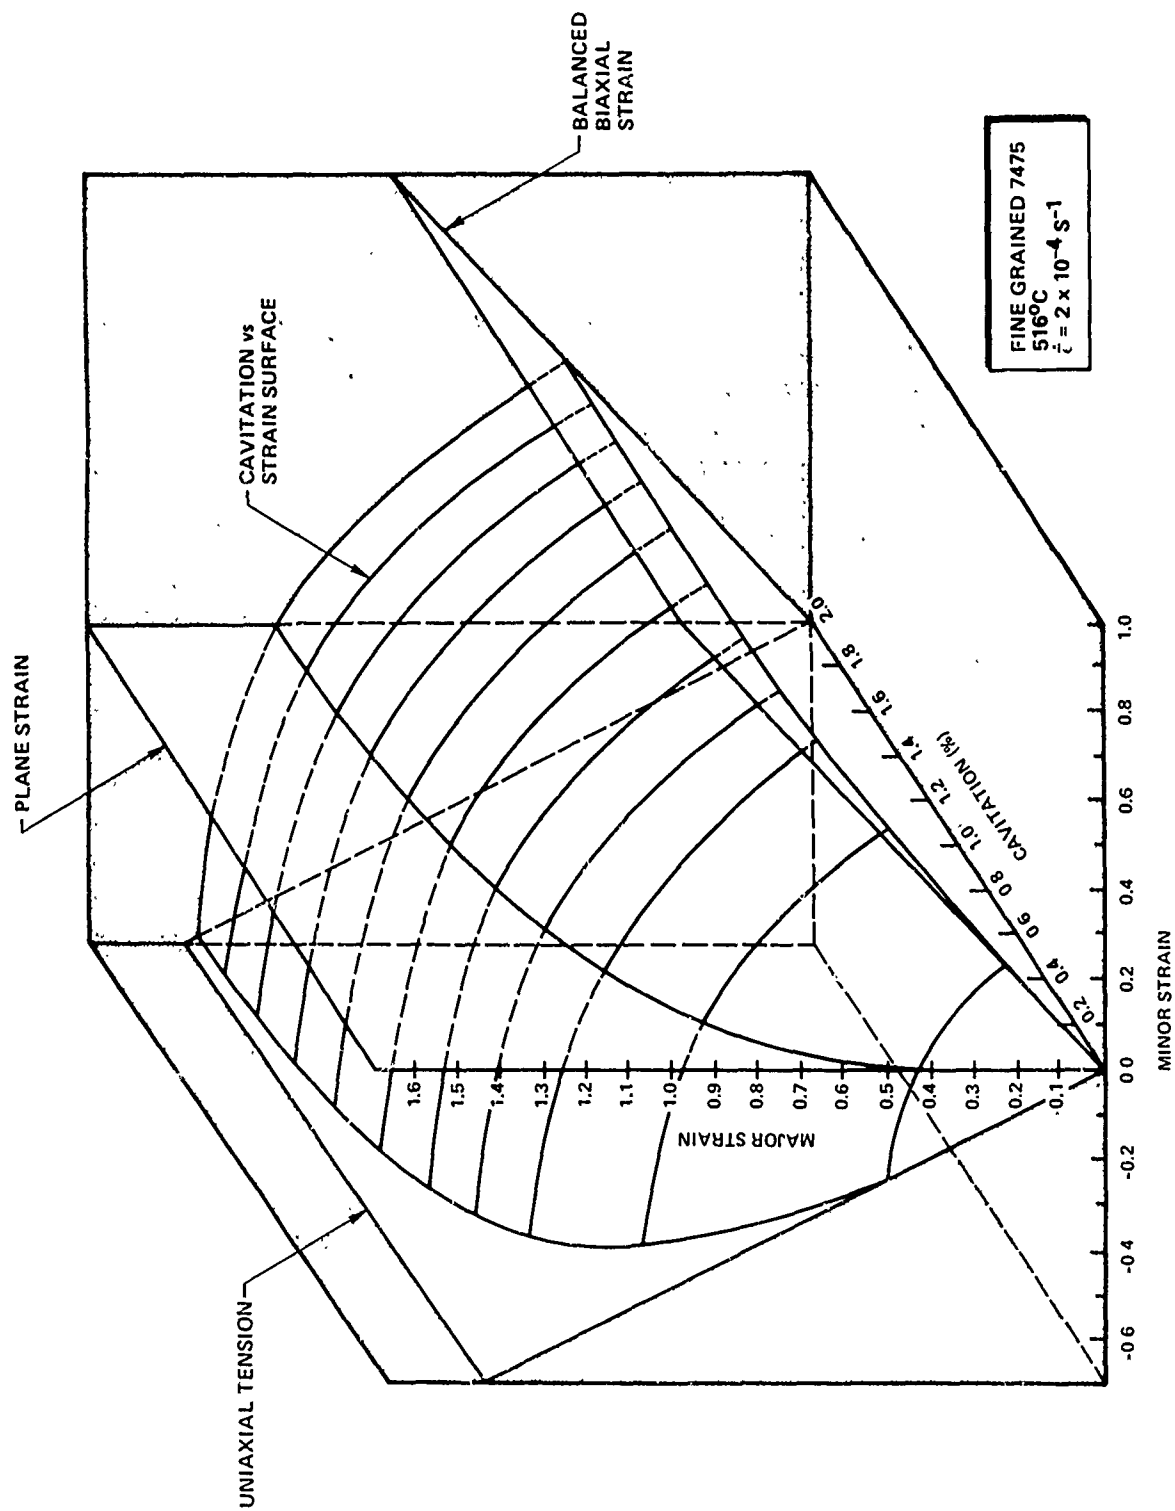 PLANE STRAIN
UNIAXIAL TENSION
CAVITATION vs
STRAIN SURFACE
BALANCED
BIAXIAL
STRAIN
MAJOR STRAIN
1.6
1.5
1.4
1.3
1.2
1.1
1.0
0.9
0.8
0.7
0.6
0.5
0.4
0.3
0.2
0.1
CAVITATION (%)
0.2
0.4
0.6
0.8
1.0
1.2
1.4
1.6
1.8
2.0
-0.6
-0.4
-0.2
0.0
0.2
0.4
0.6
0.8
1.0
MINOR STRAIN
FINE GRAINED 7475
516°C
ε̇ = 2 x 10⁻⁴ S⁻¹